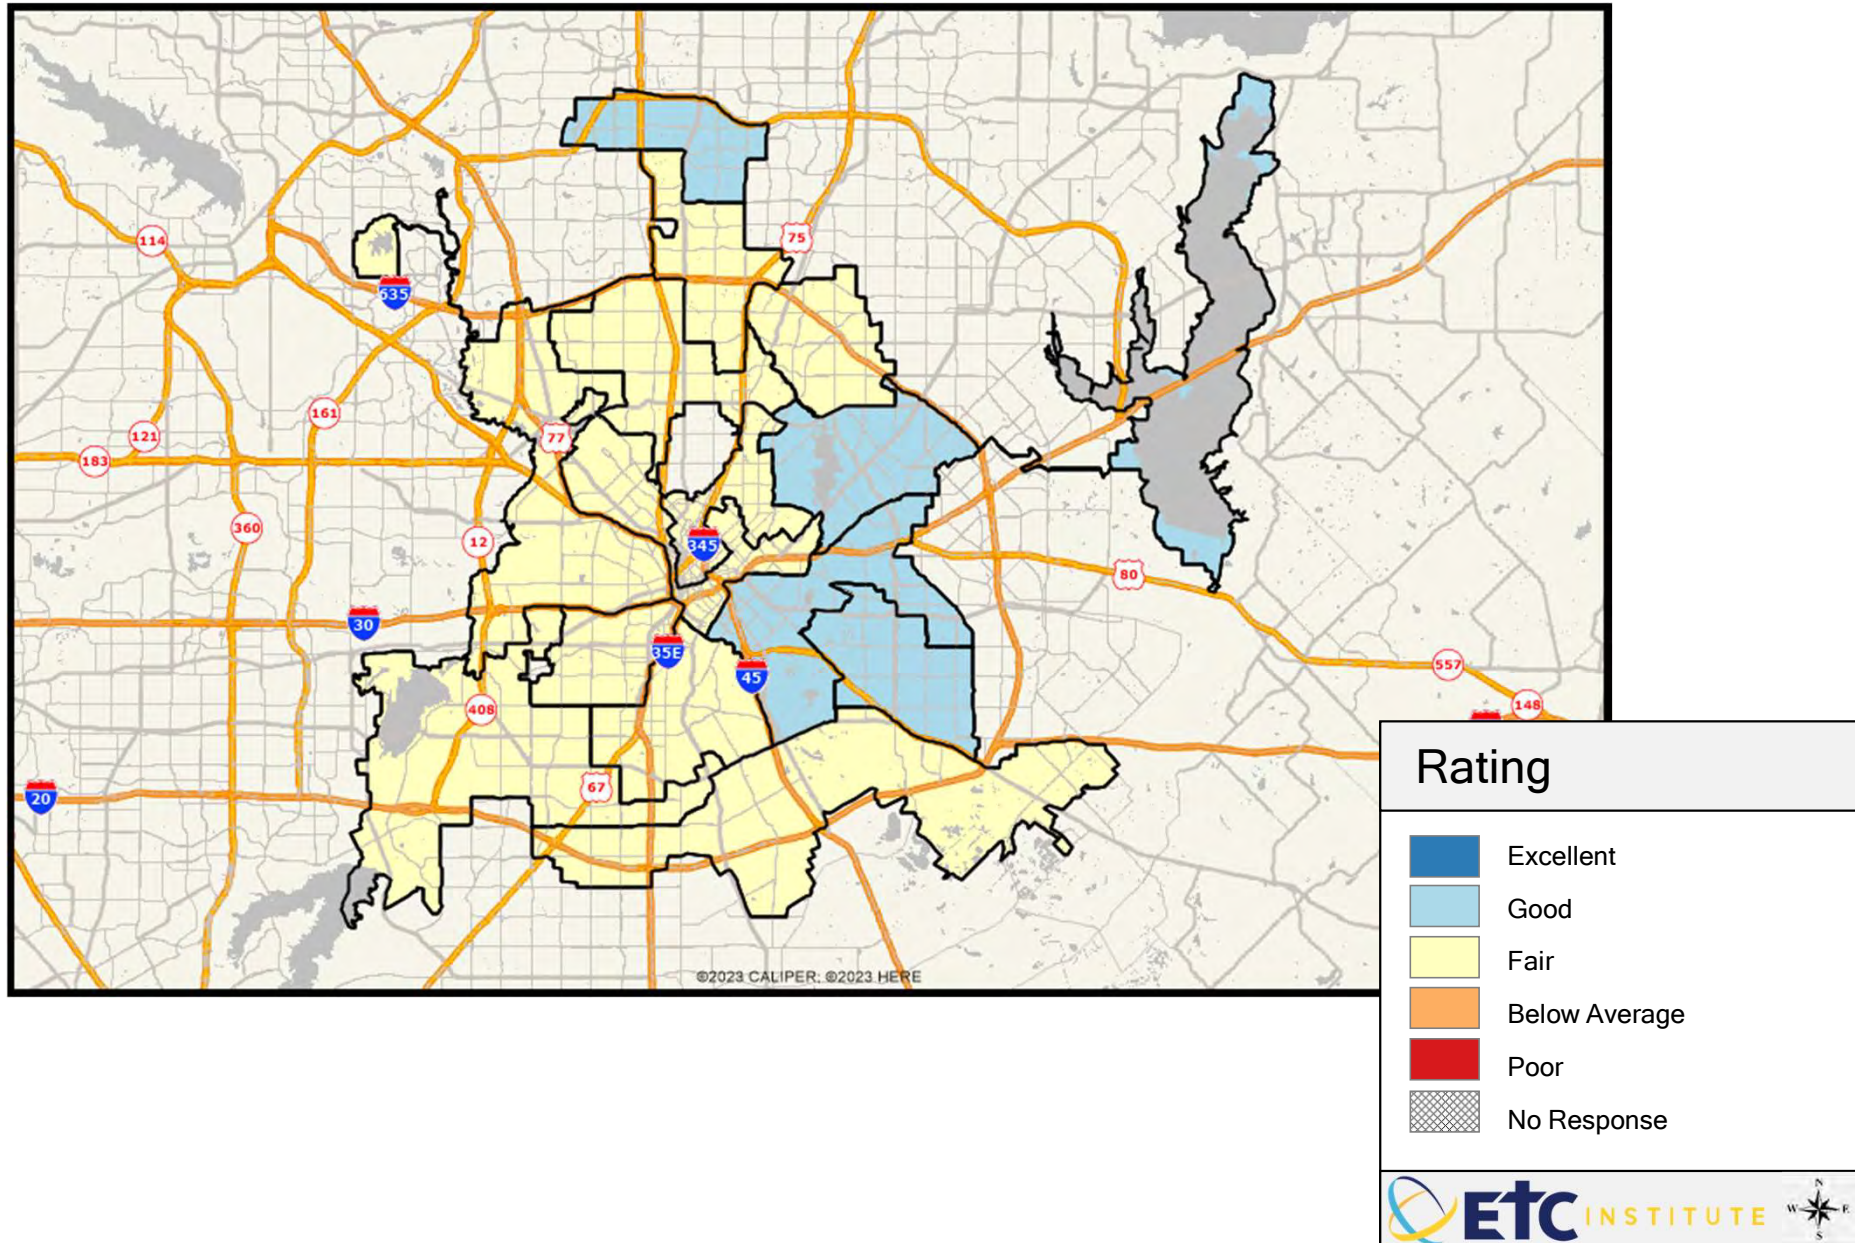 114
75
635
161
121
77
183
360
12
345
80
30
35E
45
557
408
148
67
20
©2023 CALIPER; ©2023 HERE
Rating
Excellent
Good
Fair
Below Average
Poor
No Response
ETC INSTITUTE
N
W
E
S